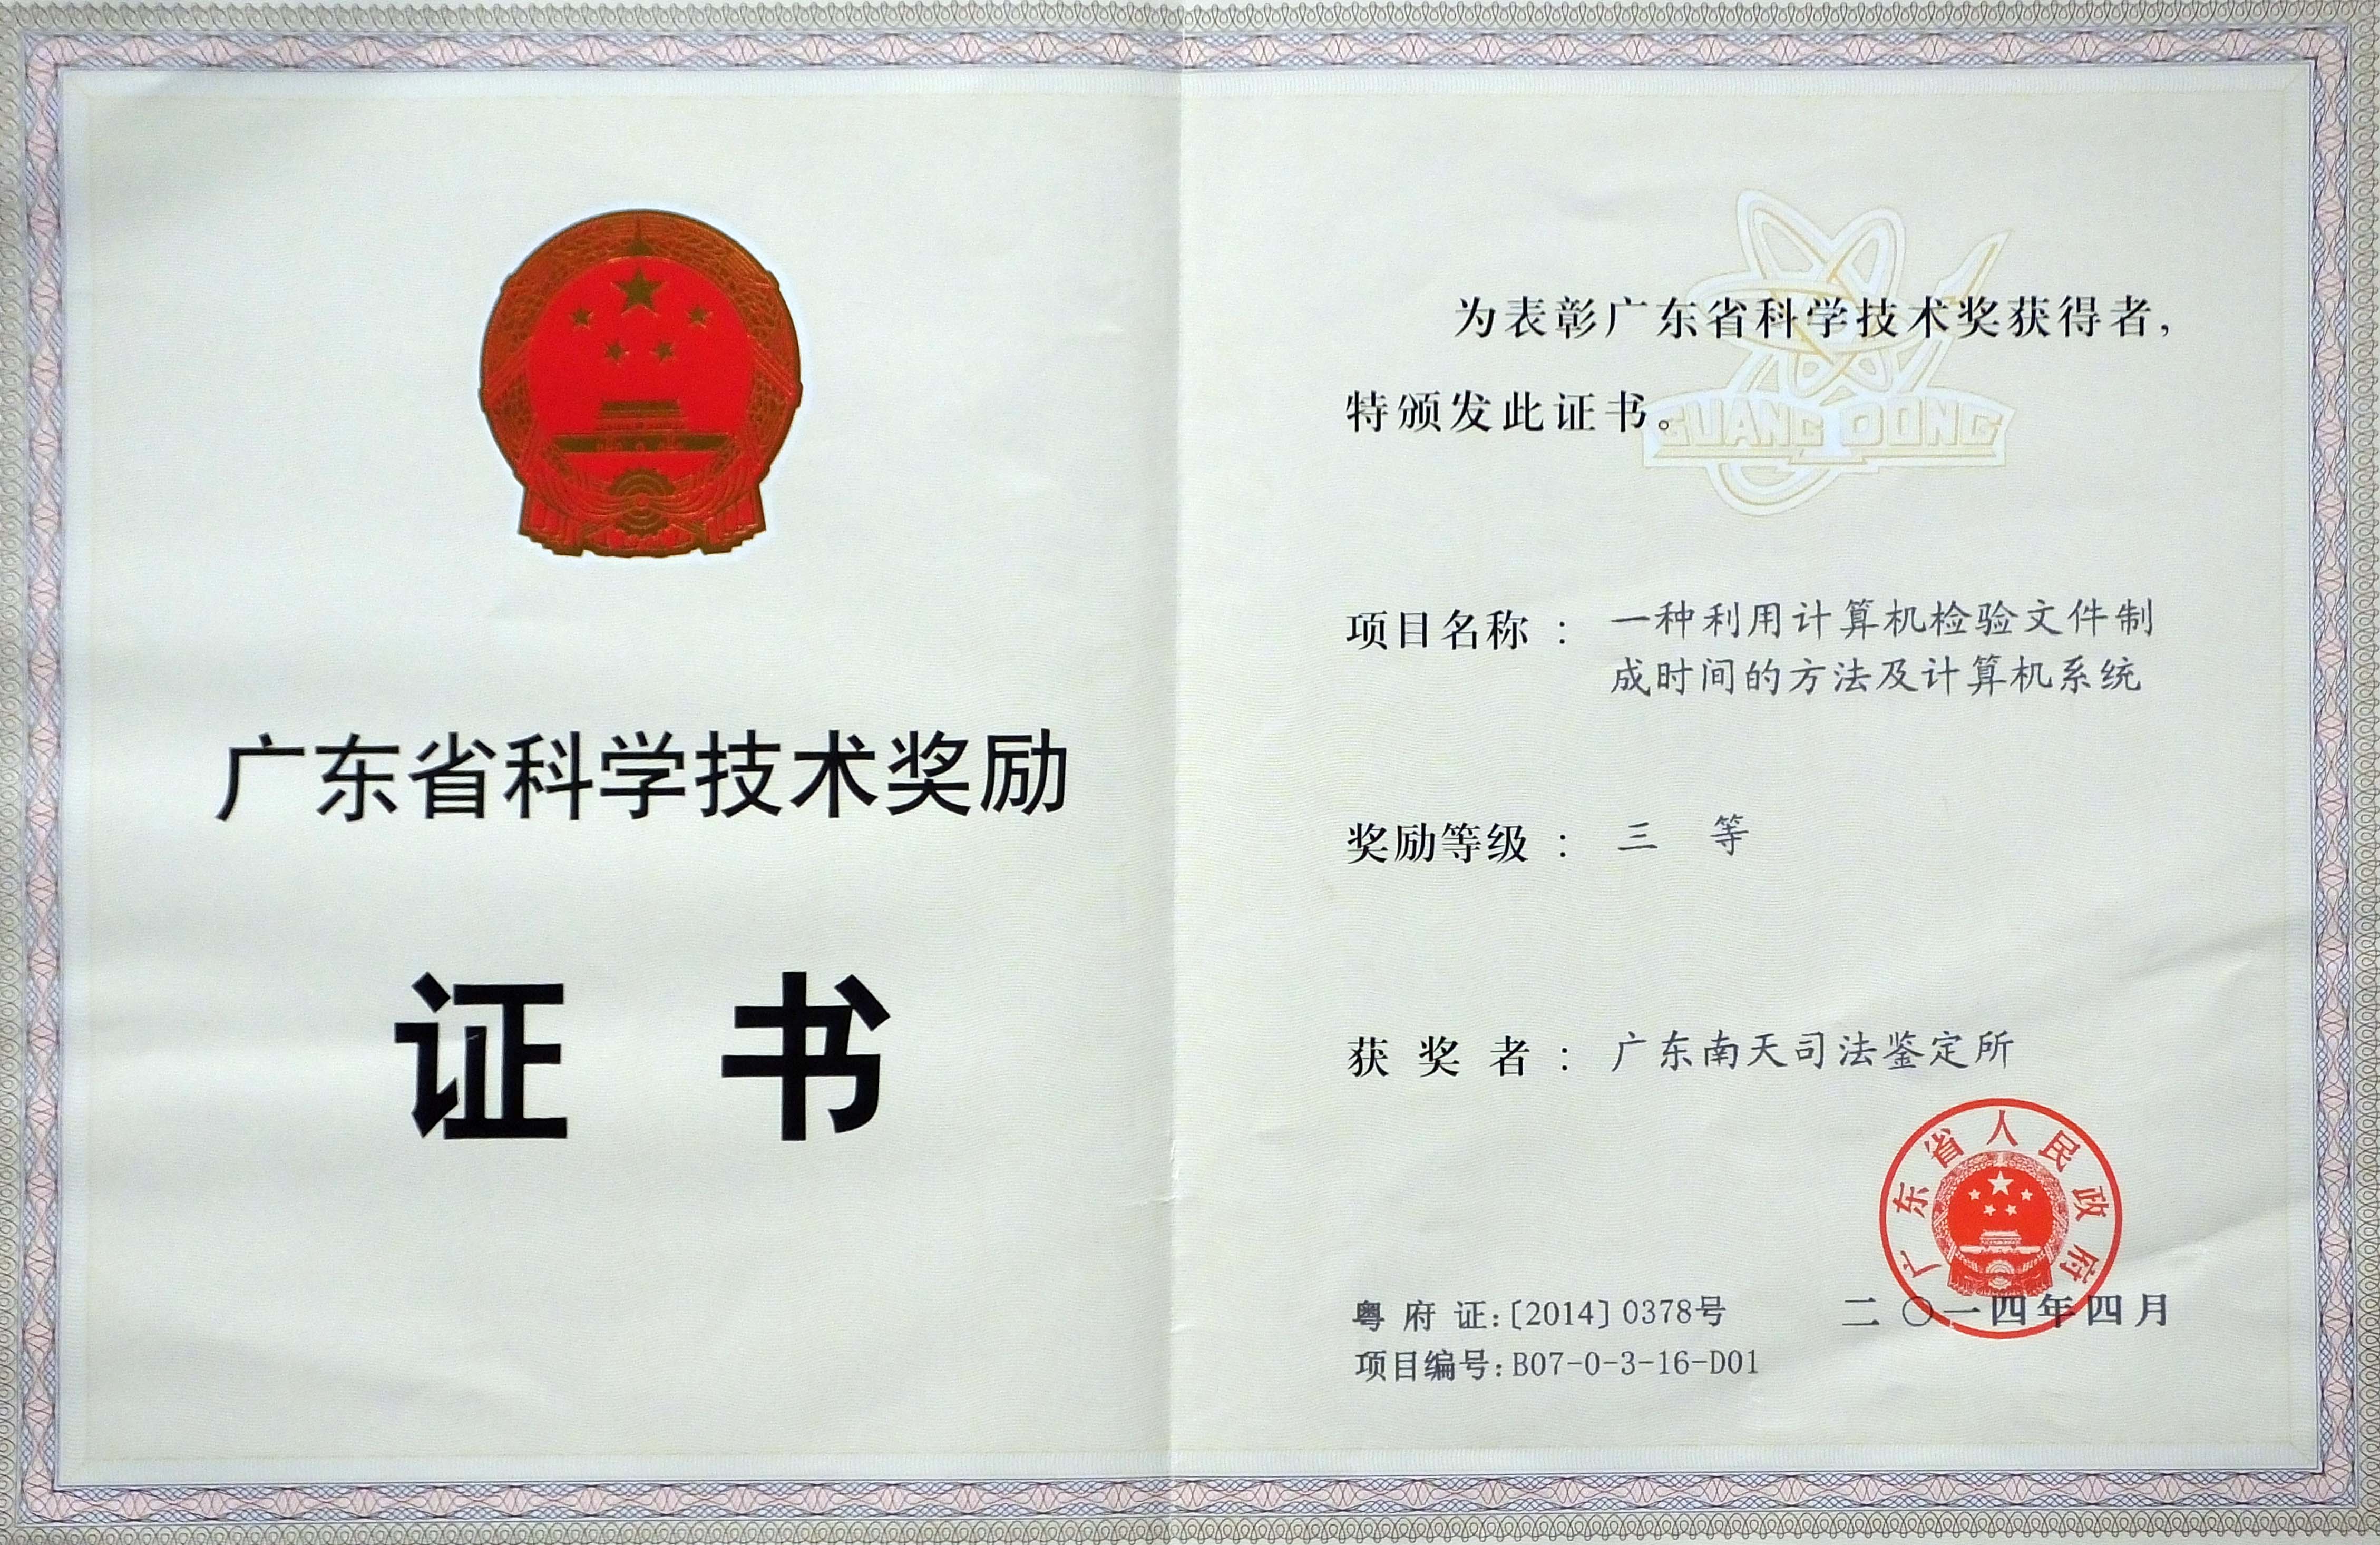 广东省科学技术奖励
证 书
GUANG DONG
为表彰广东省科学技术奖获得者，
特颁发此证书。
项目名称：一种利用计算机检验文件制
成时间的方法及计算机系统
奖励等级：三 等
获 奖 者：广东南天司法鉴定所
广东省人民政府
二〇一四年四月
粤 府 证:〔2014〕0378号
项目编号:B07-0-3-16-D01